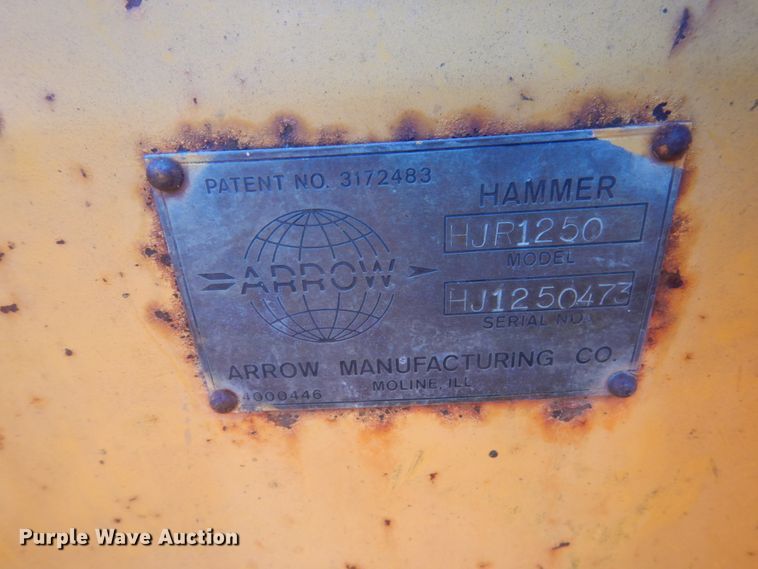 PATENT NO. 3172483
HAMMER
HJR1250
MODEL
ARROW
HJ1250473
SERIAL NO.
ARROW MANUFACTURING CO.
MOLINE, ILL.
4000446
Purple Wave Auction®